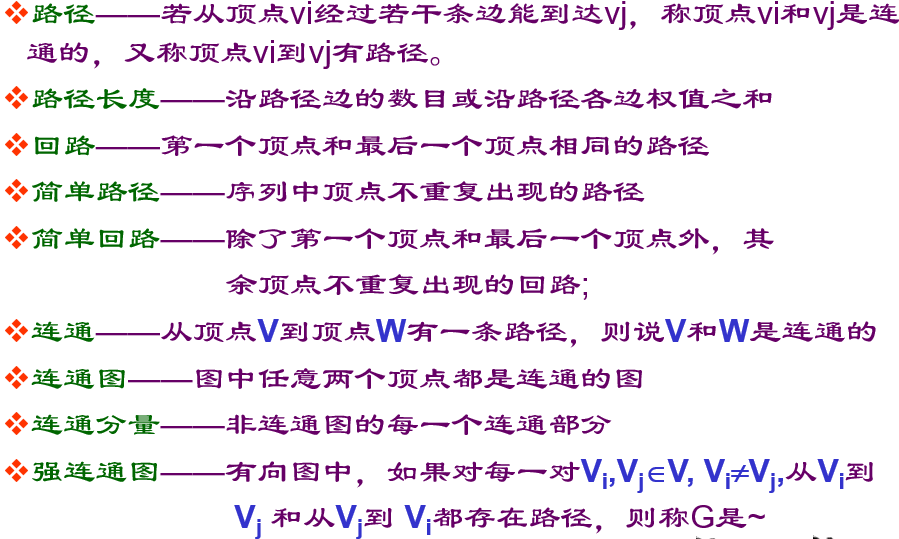 ❖路径——若从顶点vi经过若干条边能到达vj，称顶点vi和vj是连
通的，又称顶点vi到vj有路径。
❖路径长度——沿路径边的数目或沿路径各边权值之和
❖回路——第一个顶点和最后一个顶点相同的路径
❖简单路径——序列中顶点不重复出现的路径
❖简单回路——除了第一个顶点和最后一个顶点外，其
余顶点不重复出现的回路;
❖连通——从顶点V到顶点W有一条路径，则说V和W是连通的
❖连通图——图中任意两个顶点都是连通的图
❖连通分量——非连通图的每一个连通部分
❖强连通图——有向图中，如果对每一对Vi,Vj∈V, Vi≠Vj,从Vi到
Vj 和从Vj到 Vi都存在路径，则称G是~